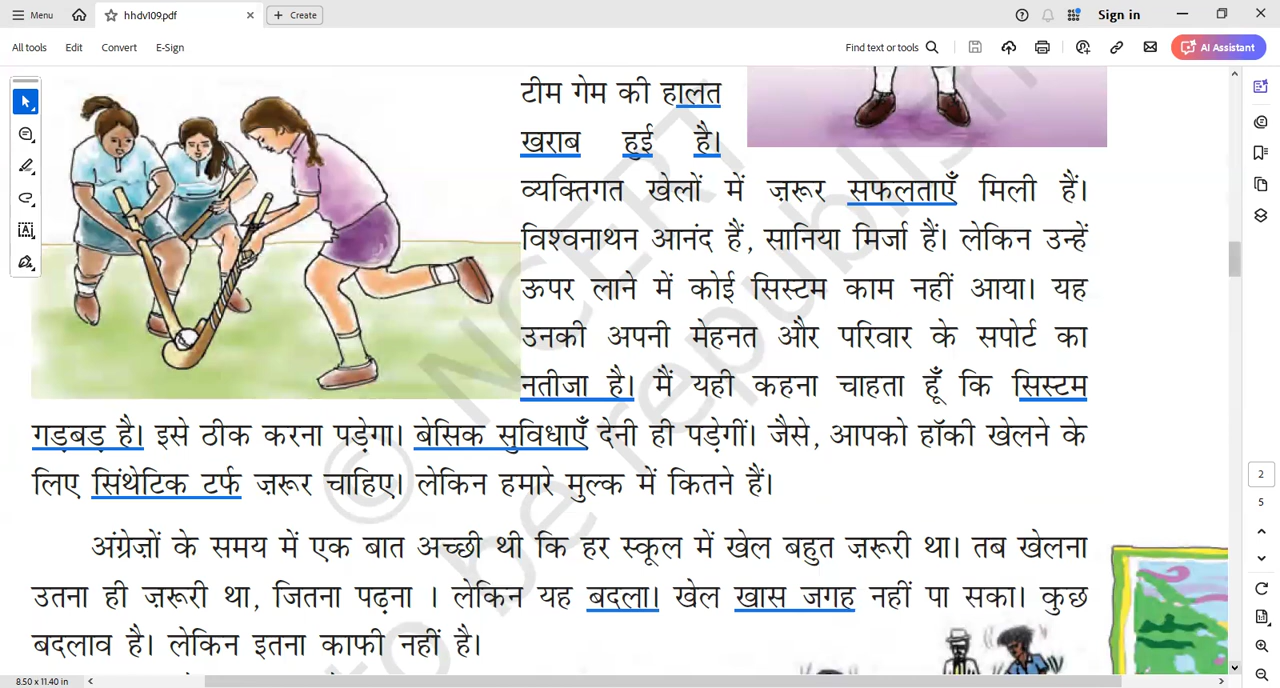 Menu
hhdv109.pdf
Create
Sign in
All tools
Edit
Convert
E-Sign
Find text or tools
AI Assistant
टीम गेम की हालत
खराब हुई है।
व्यक्तिगत खेलों में ज़रूर सफलताएँ मिली हैं।
विश्वनाथन आनंद हैं, सानिया मिर्जा हैं। लेकिन उन्हें
ऊपर लाने में कोई सिस्टम काम नहीं आया। यह
उनकी अपनी मेहनत और परिवार के सपोर्ट का
नतीजा है। मैं यही कहना चाहता हूँ कि सिस्टम
गड़बड़ है। इसे ठीक करना पड़ेगा। बेसिक सुविधाएँ देनी ही पड़ेगीं। जैसे, आपको हॉकी खेलने के
लिए सिंथेटिक टर्फ ज़रूर चाहिए। लेकिन हमारे मुल्क में कितने हैं।
अंग्रेज़ों के समय में एक बात अच्छी थी कि हर स्कूल में खेल बहुत ज़रूरी था। तब खेलना
उतना ही ज़रूरी था, जितना पढ़ना । लेकिन यह बदला। खेल खास जगह नहीं पा सका। कुछ
बदलाव है। लेकिन इतना काफी नहीं है।
© NCERT
to be republish
2
5
8.50 x 11.40 in